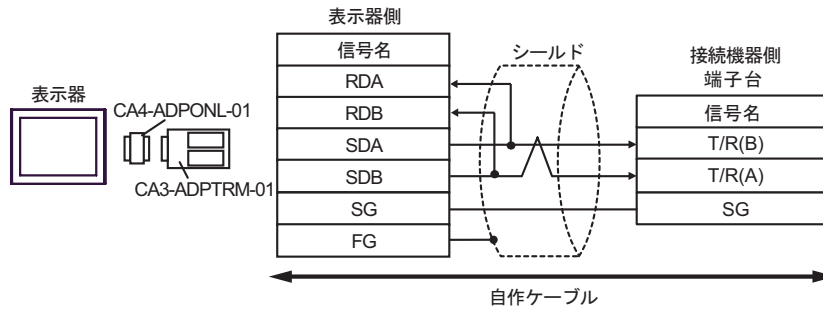 表示器
CA4-ADPONL-01
CA3-ADPTRM-01
表示器側
信号名
RDA
RDB
SDA
SDB
SG
FG
シールド
接続機器側
端子台
信号名
T/R(B)
T/R(A)
SG
自作ケーブル